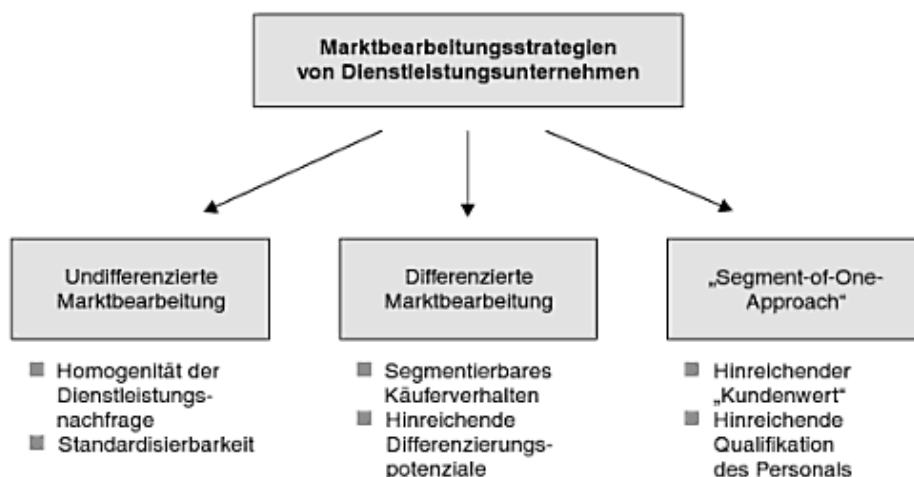 Marktbearbeitungsstrategien
von Dienstleistungsunternehmen
Undifferenzierte
Marktbearbeitung
Differenzierte
Marktbearbeitung
„Segment-of-One-
Approach“
Homogenität der
Dienstleistungs-
nachfrage
Standardisierbarkeit
Segmentierbares
Käuferverhalten
Hinreichende
Differenzierungs-
potenziale
Hinreichender
„Kundenwert“
Hinreichende
Qualifikation
des Personals